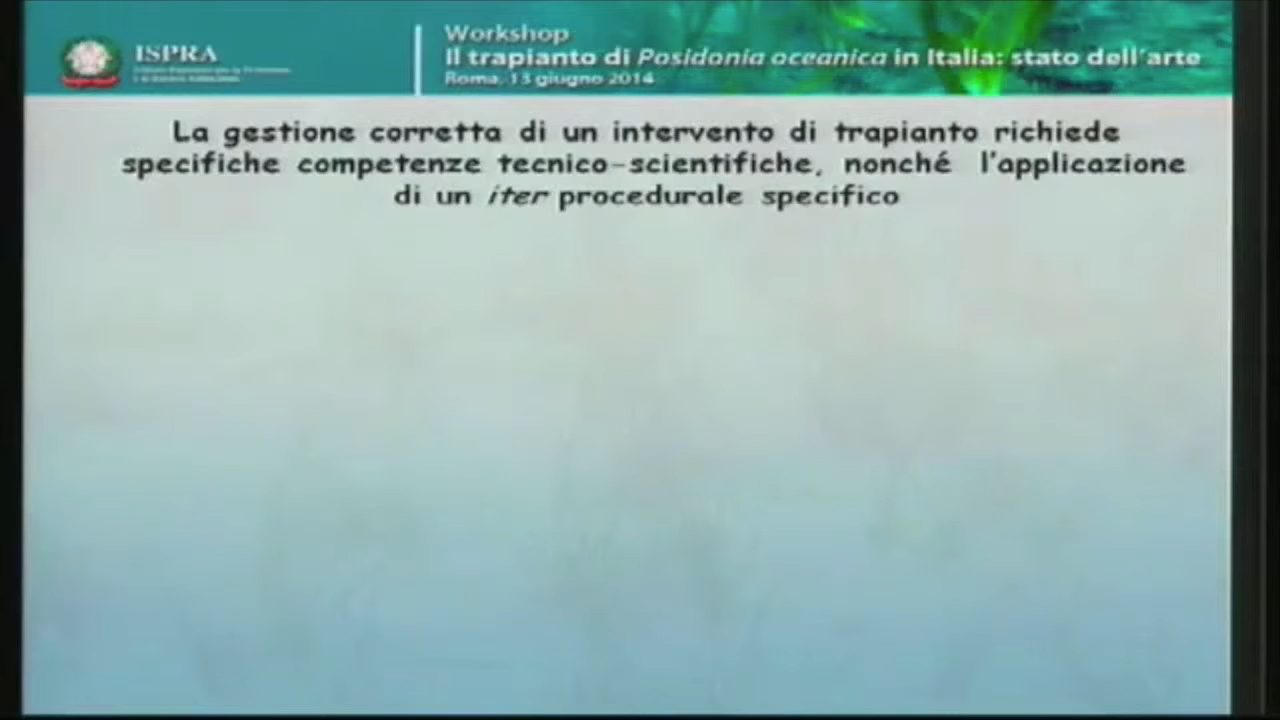 ISPRA
Workshop
Il trapianto di Posidonia oceanica in Italia: stato dell'arte
Roma, 13 giugno 2014
La gestione corretta di un intervento di trapianto richiede
specifiche competenze tecnico-scientifiche, nonché l'applicazione
di un iter procedurale specifico